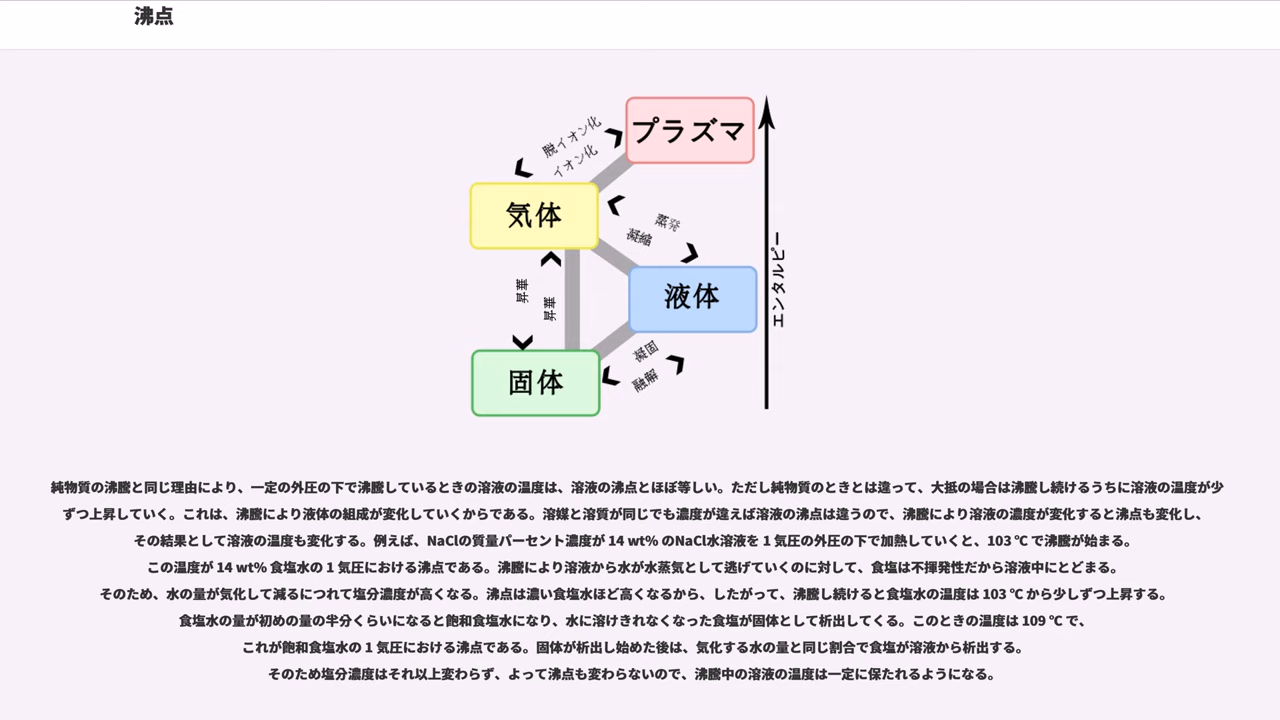 沸点
プラズマ
脱イオン化
イオン化
気体
蒸発
凝縮
昇華
昇華
液体
エンタルピー
凝固
融解
固体
純物質の沸騰と同じ理由により、一定の外圧の下で沸騰しているときの溶液の温度は、溶液の沸点とほぼ等しい。ただし純物質のときとは違って、大抵の場合は沸騰し続けるうちに溶液の温度が少
ずつ上昇していく。これは、沸騰により液体の組成が変化していくからである。溶媒と溶質が同じでも濃度が違えば溶液の沸点は違うので、沸騰により溶液の濃度が変化すると沸点も変化し、
その結果として溶液の温度も変化する。例えば、NaClの質量パーセント濃度が 14 wt% のNaCl水溶液を 1 気圧の外圧の下で加熱していくと、103 ℃ で沸騰が始まる。
この温度が 14 wt% 食塩水の 1 気圧における沸点である。沸騰により溶液から水が水蒸気として逃げていくのに対して、食塩は不揮発性だから溶液中にとどまる。
そのため、水の量が気化して減るにつれて塩分濃度が高くなる。沸点は濃い食塩水ほど高くなるから、したがって、沸騰し続けると食塩水の温度は 103 ℃ から少しずつ上昇する。
食塩水の量が初めの量の半分くらいになると飽和食塩水になり、水に溶けきれなくなった食塩が固体として析出してくる。このときの温度は 109 ℃ で、
これが飽和食塩水の 1 気圧における沸点である。固体が析出し始めた後は、気化する水の量と同じ割合で食塩が溶液から析出する。
そのため塩分濃度はそれ以上変わらず、よって沸点も変わらないので、沸騰中の溶液の温度は一定に保たれるようになる。